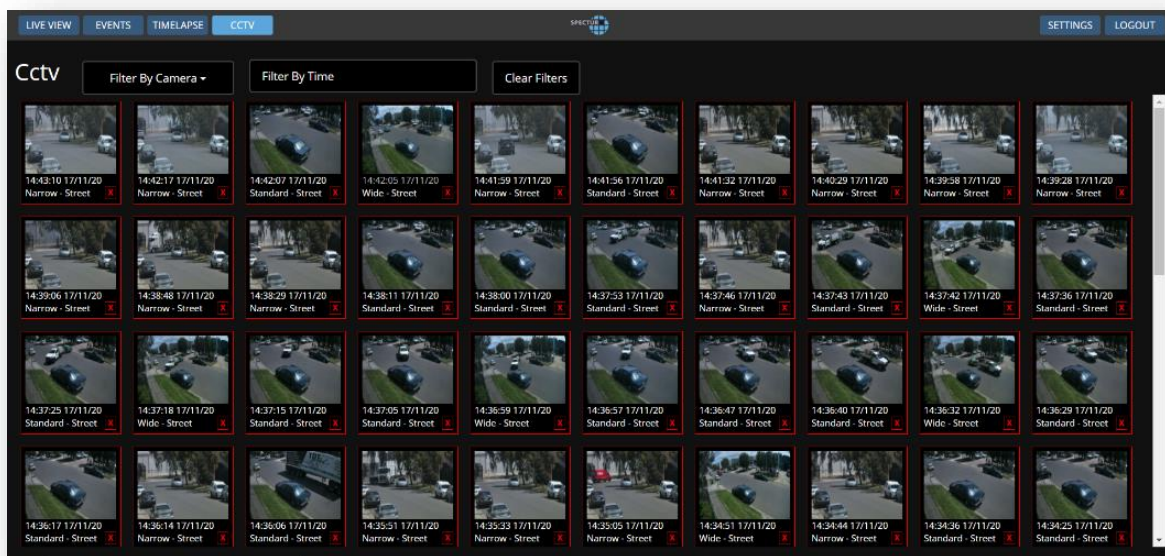 LIVE VIEW EVENTS TIMELAPSE CCTV SPECTUR SETTINGS LOGOUT
Cctv Filter By Camera Filter By Time Clear Filters
14:43:10 17/11/20 14:42:17 17/11/20 14:42:07 17/11/20 14:42:05 17/11/20 14:41:59 17/11/20 14:41:56 17/11/20 14:41:32 17/11/20 14:40:29 17/11/20 14:39:58 17/11/20 14:39:28 17/11/20
Narrow - Street X Narrow - Street X Standard - Street X Wide - Street X Narrow - Street X Standard - Street X Narrow - Street X Narrow - Street X Narrow - Street X Narrow - Street X
14:39:06 17/11/20 14:38:48 17/11/20 14:38:29 17/11/20 14:38:11 17/11/20 14:38:00 17/11/20 14:37:53 17/11/20 14:37:46 17/11/20 14:37:43 17/11/20 14:37:42 17/11/20 14:37:36 17/11/20
Narrow - Street X Narrow - Street X Narrow - Street X Standard - Street X Standard - Street X Standard - Street X Narrow - Street X Standard - Street X Wide - Street X Standard - Street X
14:37:25 17/11/20 14:37:18 17/11/20 14:37:15 17/11/20 14:37:05 17/11/20 14:36:59 17/11/20 14:36:57 17/11/20 14:36:47 17/11/20 14:36:40 17/11/20 14:36:32 17/11/20 14:36:29 17/11/20
Standard - Street X Wide - Street X Standard - Street X Standard - Street X Wide - Street X Standard - Street X Standard - Street X Standard - Street X Wide - Street X Standard - Street X
14:36:17 17/11/20 14:36:14 17/11/20 14:36:06 17/11/20 14:35:51 17/11/20 14:35:33 17/11/20 14:35:05 17/11/20 14:34:51 17/11/20 14:34:44 17/11/20 14:34:36 17/11/20 14:34:25 17/11/20
Standard - Street X Narrow - Street X Standard - Street X Narrow - Street X Narrow - Street X Narrow - Street X Wide - Street X Narrow - Street X Standard - Street X Standard - Street X